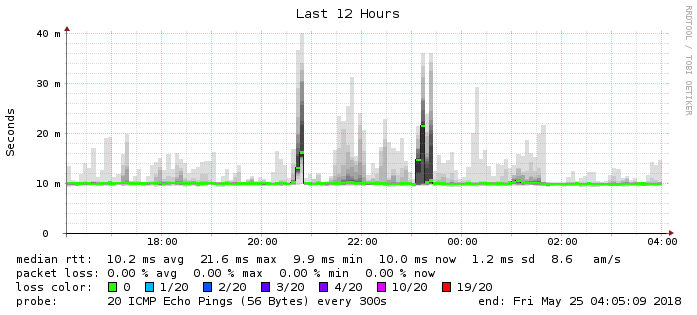 Last 12 Hours
RRDTOOL / TOBI OETIKER
Seconds
40 m
30 m
20 m
10 m
0
18:00 20:00 22:00 00:00 02:00 04:00
median rtt: 10.2 ms avg 21.6 ms max 9.9 ms min 10.0 ms now 1.2 ms sd 8.6 am/s
packet loss: 0.00 % avg 0.00 % max 0.00 % min 0.00 % now
loss color: 0 1/20 2/20 3/20 4/20 10/20 19/20
probe: 20 ICMP Echo Pings (56 Bytes) every 300s end: Fri May 25 04:05:09 2018